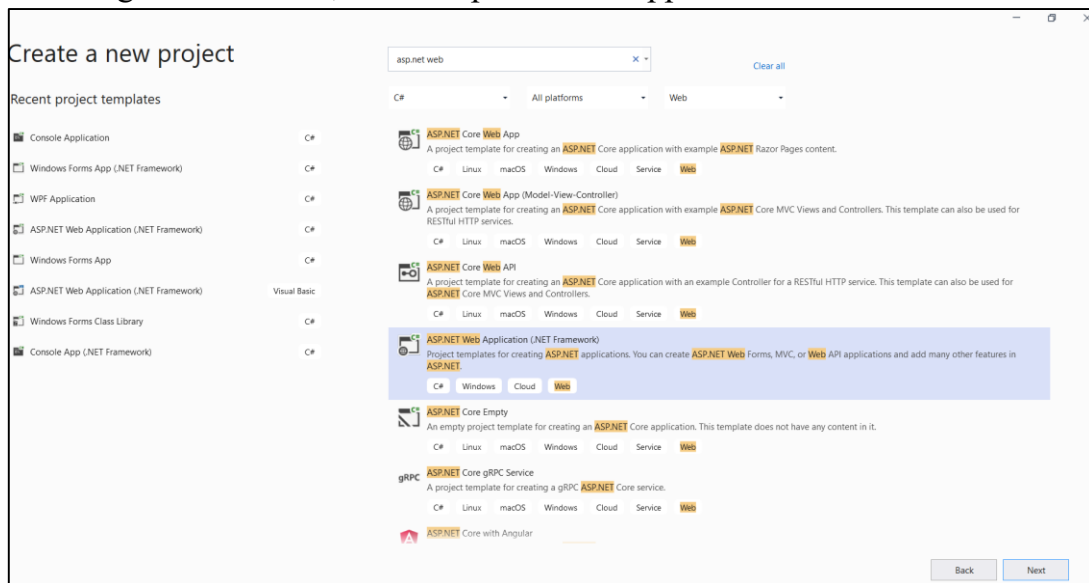 Create a new project
Recent project templates
Console Application C#
Windows Forms App (.NET Framework) C#
WPF Application C#
ASP.NET Web Application (.NET Framework) C#
Windows Forms App C#
ASP.NET Web Application (.NET Framework) Visual Basic
Windows Forms Class Library C#
Console App (.NET Framework) C#
asp.net web
Clear all
C# All platforms Web
ASP.NET Core Web App
A project template for creating an ASP.NET Core application with example ASP.NET Razor Pages content.
C# Linux macOS Windows Cloud Service Web
ASP.NET Core Web App (Model-View-Controller)
A project template for creating an ASP.NET Core application with example ASP.NET Core MVC Views and Controllers. This template can also be used for
RESTful HTTP services.
C# Linux macOS Windows Cloud Service Web
ASP.NET Core Web API
A project template for creating an ASP.NET Core application with an example Controller for a RESTful HTTP service. This template can also be used for
ASP.NET Core MVC Views and Controllers.
C# Linux macOS Windows Cloud Service Web
ASP.NET Web Application (.NET Framework)
Project templates for creating ASP.NET applications. You can create ASP.NET Web Forms, MVC, or Web API applications and add many other features in
ASP.NET.
C# Windows Cloud Web
ASP.NET Core Empty
An empty project template for creating an ASP.NET Core application. This template does not have any content in it.
C# Linux macOS Windows Cloud Service Web
gRPC ASP.NET Core gRPC Service
A project template for creating a gRPC ASP.NET Core service.
C# Linux macOS Windows Cloud Service Web
ASP.NET Core with Angular
Back Next